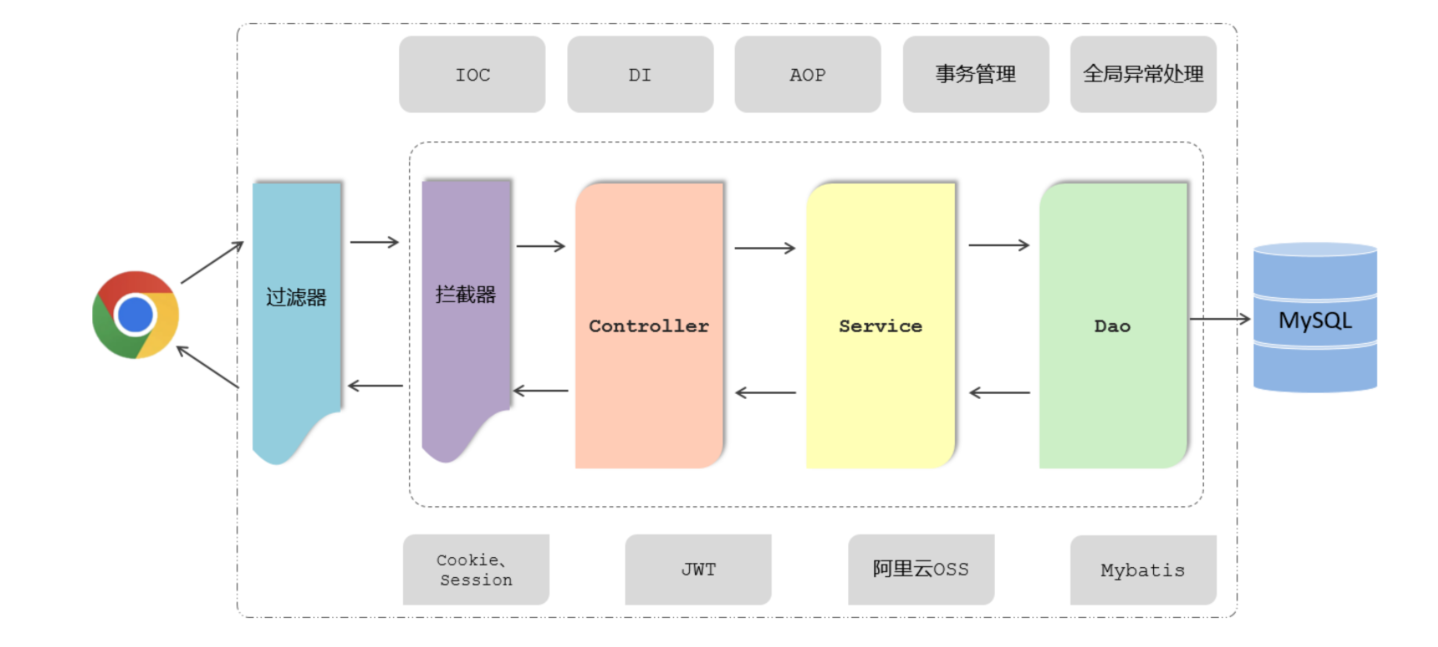 IOC
DI
AOP
事务管理
全局异常处理
过滤器
拦截器
Controller
Service
Dao
MySQL
Cookie、
Session
JWT
阿里云OSS
Mybatis